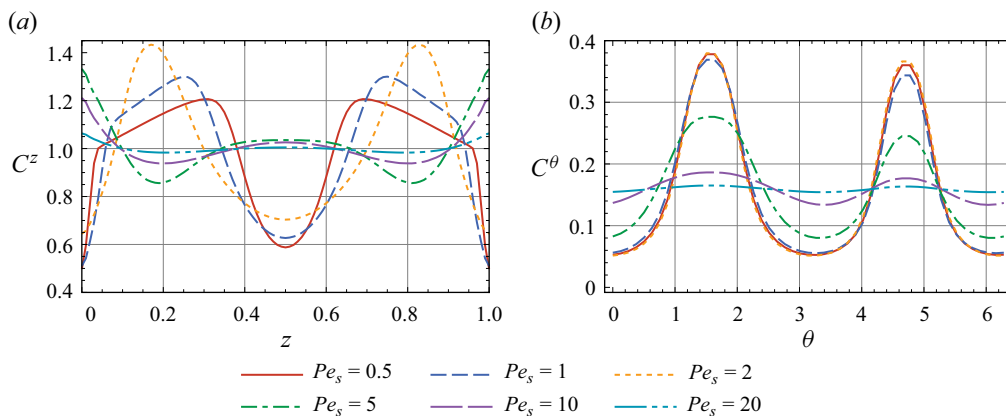 (a)
(b)
1.4
1.2
1.0
0.8
0.6
0.4
C^z
0 0.2 0.4 0.6 0.8 1.0
z
0.4
0.3
0.2
0.1
0
C^θ
0 1 2 3 4 5 6
θ
Pe_s = 0.5 Pe_s = 1 Pe_s = 2
Pe_s = 5 Pe_s = 10 Pe_s = 20